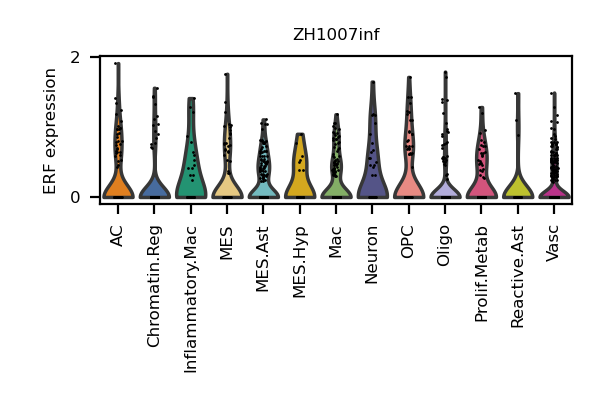 ZH1007inf
ERF expression
2
0
AC
Chromatin.Reg
Inflammatory.Mac
MES
MES.Ast
MES.Hyp
Mac
Neuron
OPC
Oligo
Prolif.Metab
Reactive.Ast
Vasc